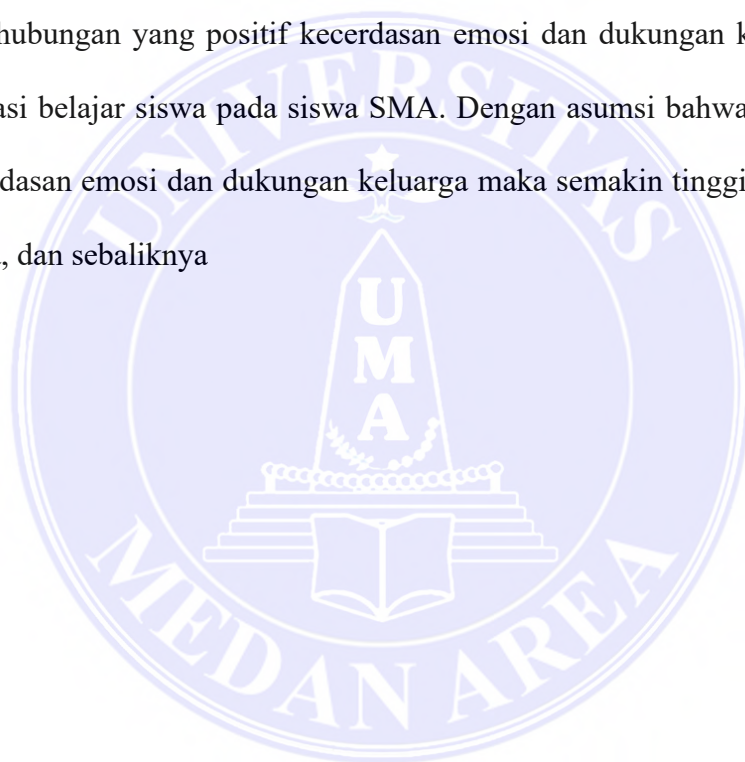 hubungan yang positif kecerdasan emosi dan dukungan k
asi belajar siswa pada siswa SMA. Dengan asumsi bahwa
dasan emosi dan dukungan keluarga maka semakin tinggi
, dan sebaliknya
UNIVERSITAS
U
M
A
MEDAN AREA